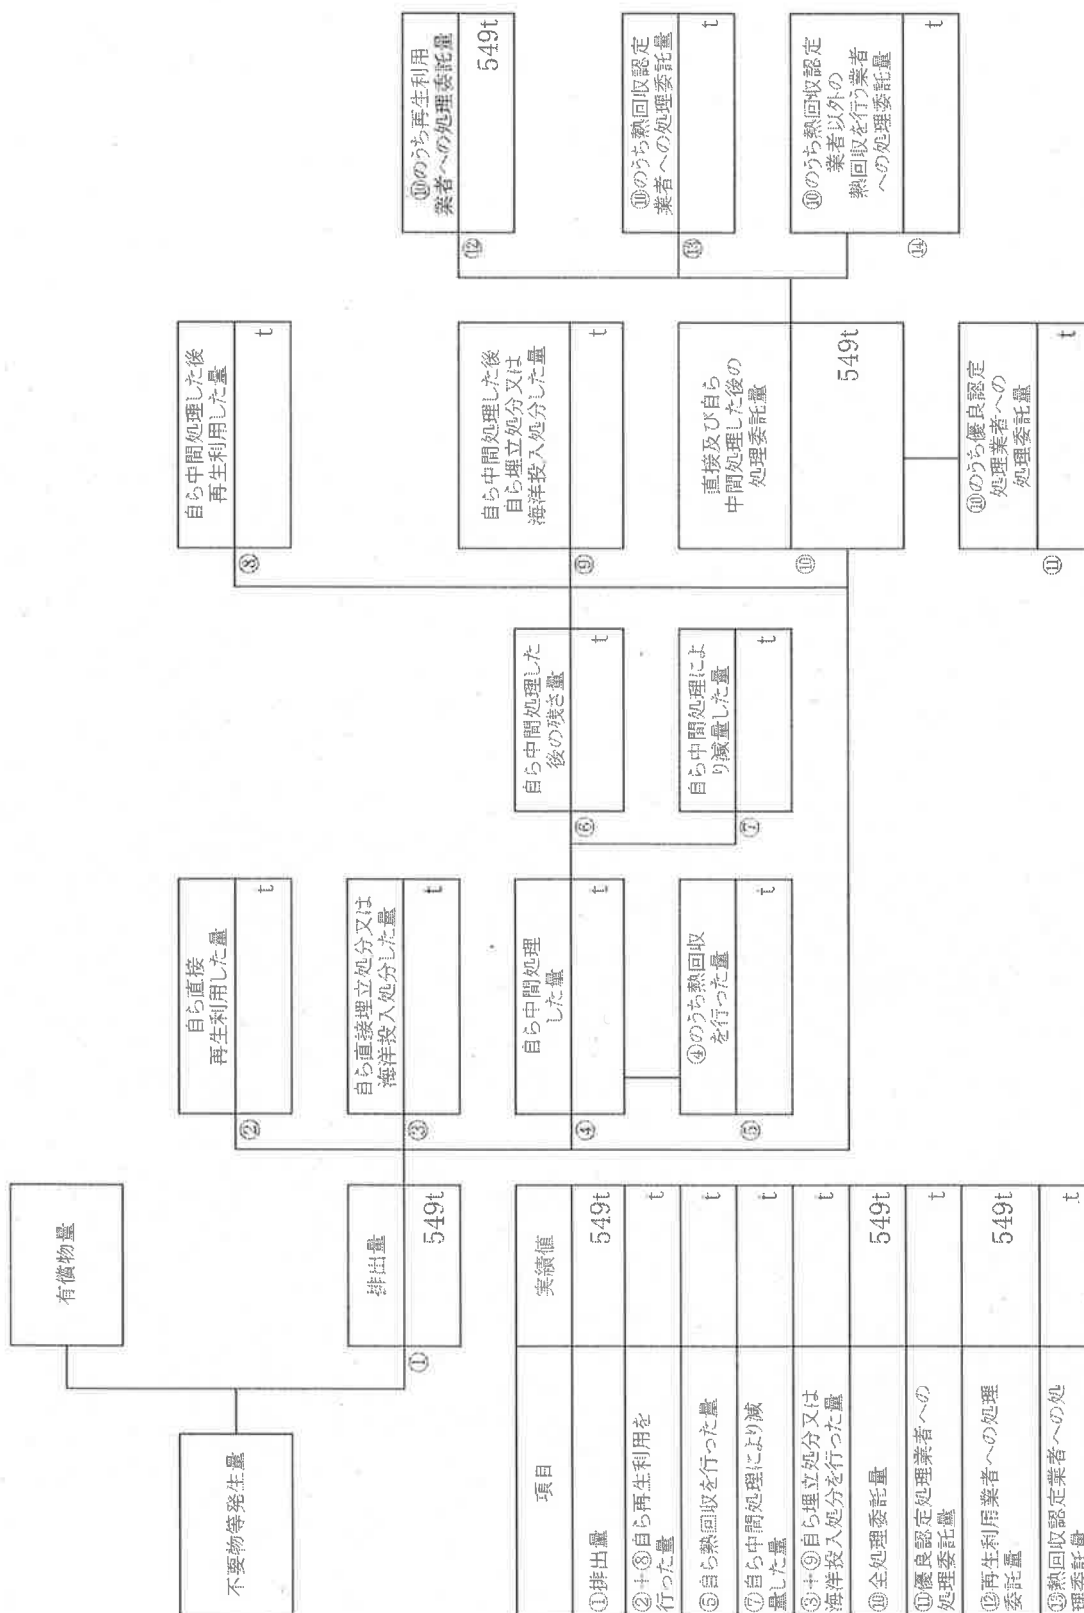 不要物等発生量
有償物量
①
排出量
549t
②
自ら直接
再生利用した量
t
③
自ら直接埋立処分又は
海洋投入処分した量
t
④
自ら中間処理
した量
t
⑤
④のうち熱回収
を行った量
t
⑥
自ら中間処理した
後の残さ量
t
⑦
自ら中間処理によ
り減量した量
t
⑧
自ら中間処理した後
再生利用した量
t
⑨
自ら中間処理した後
自ら埋立処分又は
海洋投入処分した量
t
⑩
直接及び自ら
中間処理した後の
処理委託量
549t
⑪
⑩のうち優良認定
処理業者への
処理委託量
t
⑫
⑩のうち再生利用
業者への処理委託量
549t
⑬
⑩のうち熱回収認定
業者への処理委託量
t
⑭
⑩のうち熱回収認定
業者以外の
熱回収を行う業者
への処理委託量
t
項目
実績値
①排出量
549t
②+⑧自ら再生利用を
行った量
t
⑤自ら熱回収を行った量
t
⑦自ら中間処理により減
量した量
t
③+⑨自ら埋立処分又は
海洋投入処分を行った量
t
⑩全処理委託量
549t
⑪優良認定処理業者への
処理委託量
t
⑫再生利用業者への処理
委託量
549t
⑬熱回収認定業者への処
理委託量
t